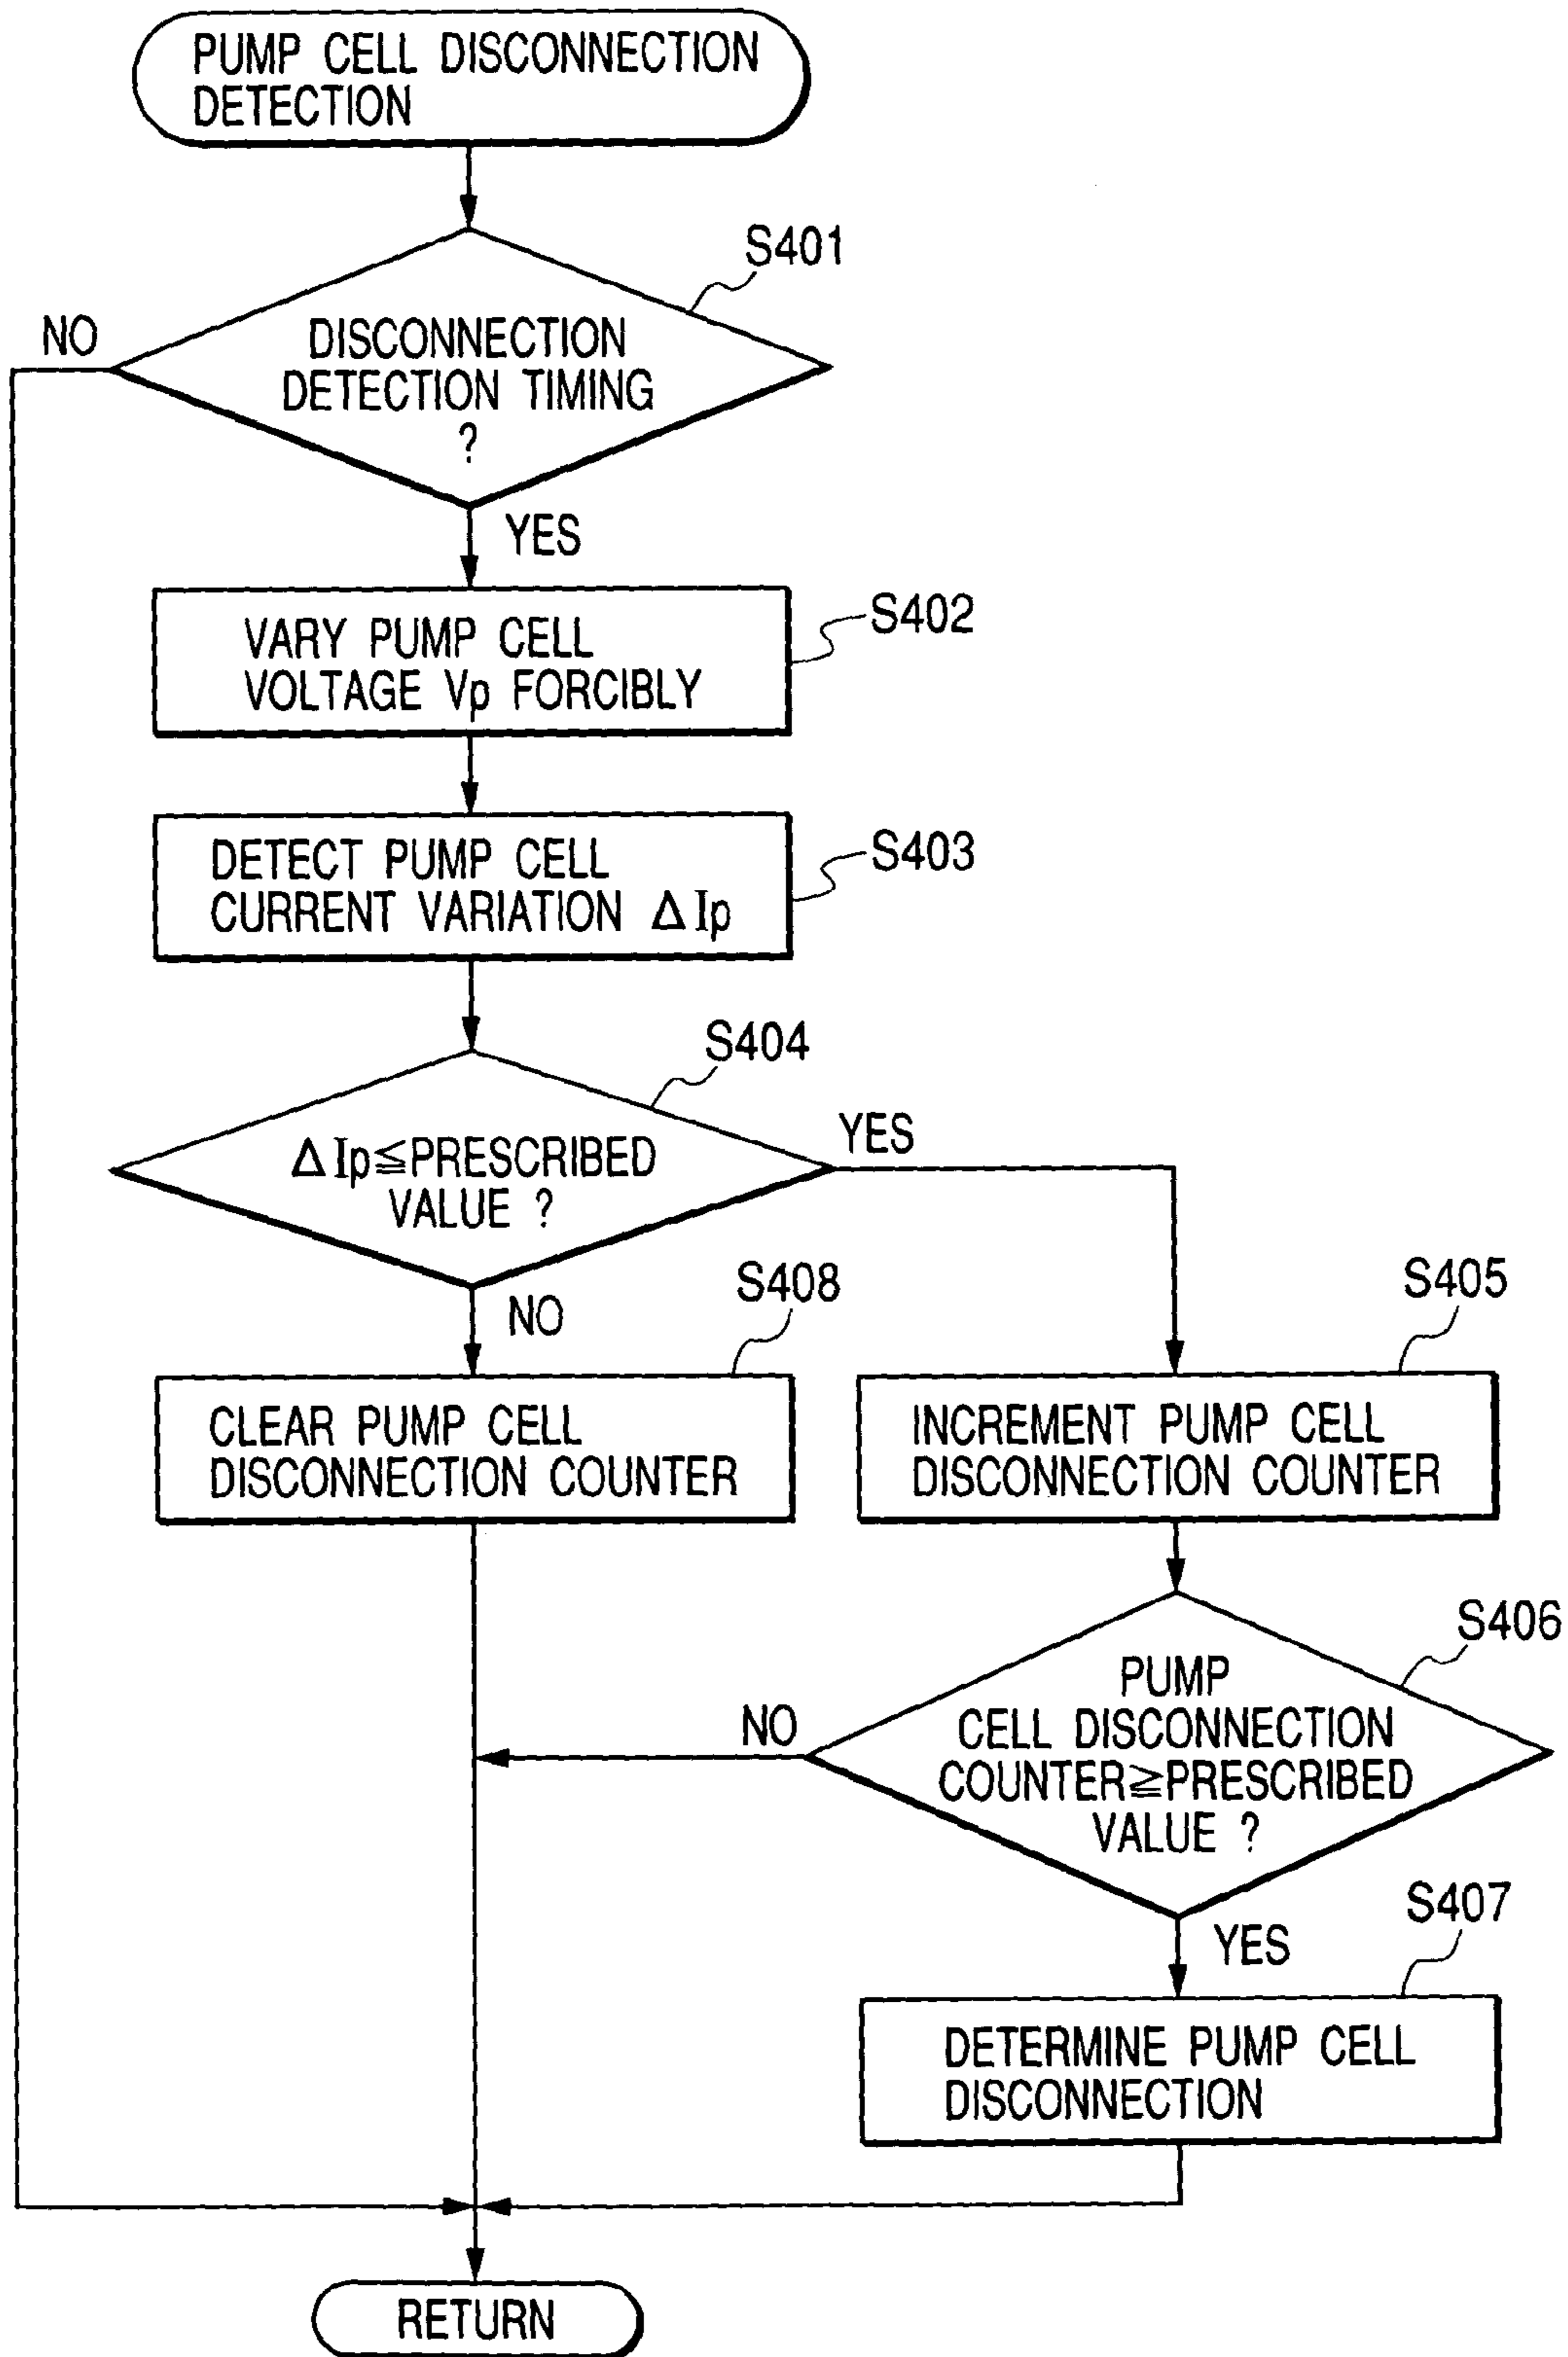 PUMP CELL DISCONNECTION
DETECTION
S401
NO
DISCONNECTION
DETECTION TIMING
?
YES
S402
VARY PUMP CELL
VOLTAGE Vp FORCIBLY
S403
DETECT PUMP CELL
CURRENT VARIATION Δ Ip
S404
YES
Δ Ip≦PRESCRIBED
VALUE ?
NO
S408
CLEAR PUMP CELL
DISCONNECTION COUNTER
S405
INCREMENT PUMP CELL
DISCONNECTION COUNTER
S406
NO
PUMP
CELL DISCONNECTION
COUNTER≧PRESCRIBED
VALUE ?
YES
S407
DETERMINE PUMP CELL
DISCONNECTION
RETURN